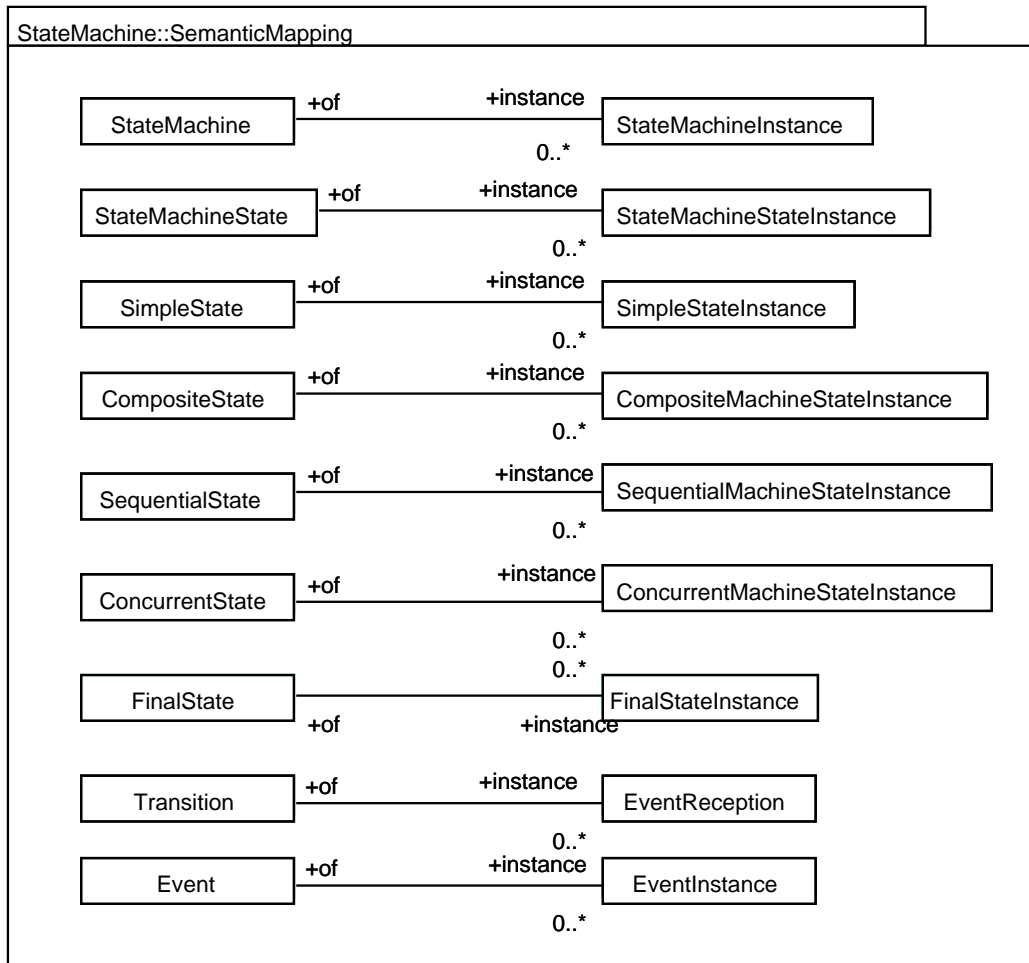 StateMachine::SemanticMapping
+of +instance
StateMachine StateMachineInstance
0..*
+of +instance
StateMachineState StateMachineStateInstance
0..*
+of +instance
SimpleState SimpleStateInstance
0..*
+of +instance
CompositeState CompositeMachineStateInstance
0..*
+of +instance
SequentialState SequentialMachineStateInstance
0..*
+of +instance
ConcurrentState ConcurrentMachineStateInstance
0..*
0..*
FinalState FinalStateInstance
+of +instance
+of +instance
Transition EventReception
0..*
+of +instance
Event EventInstance
0..*